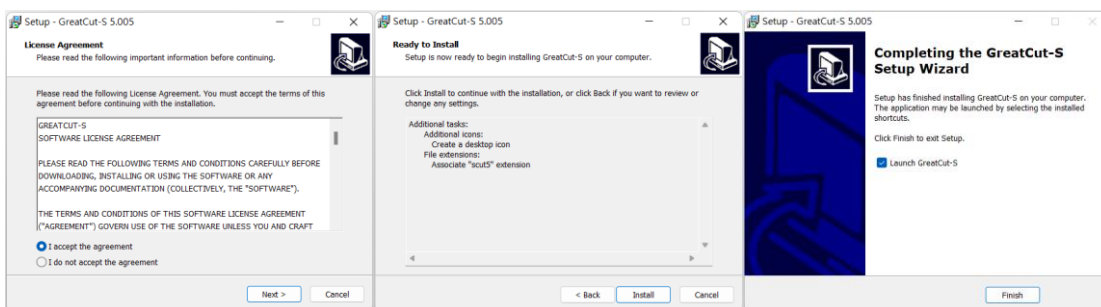 Setup - GreatCut-S 5.005
License Agreement
Please read the following important information before continuing.
Please read the following License Agreement. You must accept the terms of this
agreement before continuing with the installation.
GREATCUT-S
SOFTWARE LICENSE AGREEMENT
PLEASE READ THE FOLLOWING TERMS AND CONDITIONS CAREFULLY BEFORE
DOWNLOADING, INSTALLING OR USING THE SOFTWARE OR ANY
ACCOMPANYING DOCUMENTATION (COLLECTIVELY, THE "SOFTWARE").
THE TERMS AND CONDITIONS OF THIS SOFTWARE LICENSE AGREEMENT
("AGREEMENT") GOVERN USE OF THE SOFTWARE UNLESS YOU AND CRAFT
I accept the agreement
I do not accept the agreement
Next >
Cancel
Setup - GreatCut-S 5.005
Ready to Install
Setup is now ready to begin installing GreatCut-S on your computer.
Click Install to continue with the installation, or click Back if you want to review or
change any settings.
Additional tasks:
Additional icons:
Create a desktop icon
File extensions:
Associate "scut5" extension
< Back
Install
Cancel
Setup - GreatCut-S 5.005
Completing the GreatCut-S
Setup Wizard
Setup has finished installing GreatCut-S on your computer.
The application may be launched by selecting the installed
shortcuts.
Click Finish to exit Setup.
Launch GreatCut-S
Finish